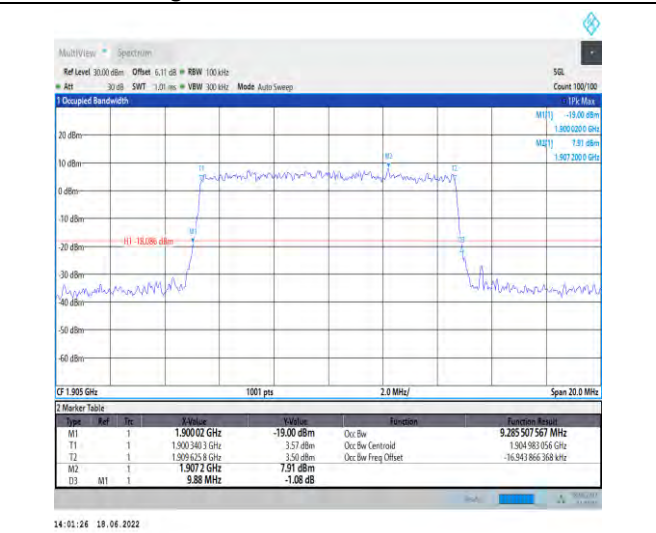 MultiView Spectrum
Ref Level 30.00 dBm Offset 6.11 dB RBW 100 kHz SGL
Att 30 dB SWT 1.01 ms VBW 300 kHz Mode Auto Sweep Count 100/100
1 Occupied Bandwidth 1Pk Max
M1[1] -19.00 dBm
1.900 020 0 GHz
M2[1] 7.91 dBm
1.907 200 0 GHz
20 dBm
M2
10 dBm
T1 T2
0 dBm
-10 dBm
M1
H1 -18.086 dBm
D3
-20 dBm
-30 dBm
-40 dBm
-50 dBm
-60 dBm
CF 1.905 GHz 1001 pts 2.0 MHz/ Span 20.0 MHz
2 Marker Table
Type Ref Trc X-Value Y-Value Function Function Result
M1 1 1.90002 GHz -19.00 dBm Occ Bw 9.285 507 567 MHz
T1 1 1.900 340 3 GHz 3.57 dBm Occ Bw Centroid 1.904 983 056 GHz
T2 1 1.909 625 8 GHz 3.50 dBm Occ Bw Freq Offset -16.943 866 368 kHz
M2 1 1.9072 GHz 7.91 dBm
D3 M1 1 9.88 MHz -1.08 dB
14:01:26 18.06.2022